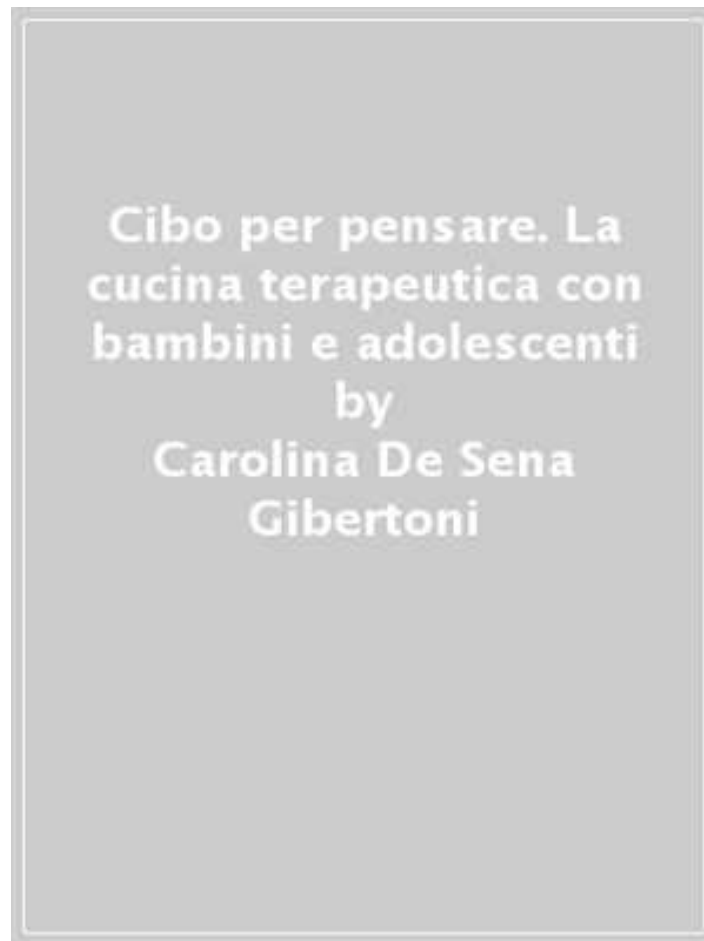 Cibo per pensare. La
cucina terapeutica con
bambini e adolescenti
by
Carolina De Sena
Gibertoni